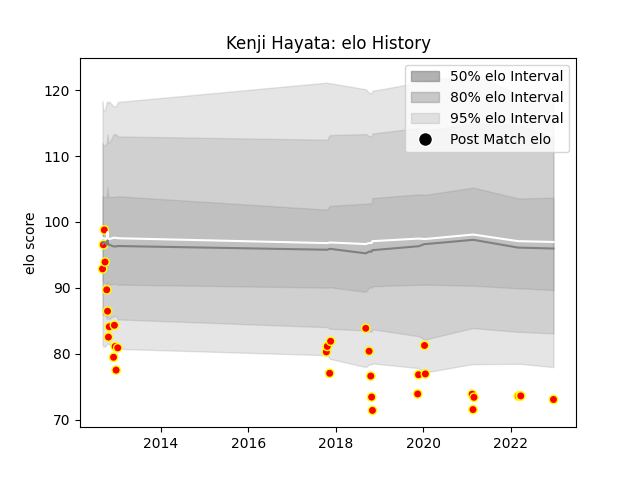 Kenji Hayata: elo History
50% elo Interval
80% elo Interval
95% elo Interval
Post Match elo
elo score
120
110
100
90
80
70
2014
2016
2018
2020
2022